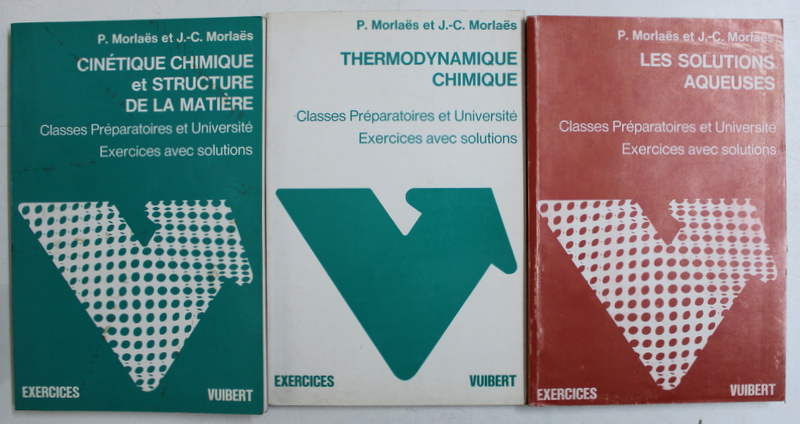 P. Morlaës et J.-C. Morlaës
CINÉTIQUE CHIMIQUE
et STRUCTURE
DE LA MATIÈRE
Classes Préparatoires et Université
Exercices avec solutions
EXERCICES
VUIBERT
P. Morlaës et J.-C. Morlaës
THERMODYNAMIQUE
CHIMIQUE
Classes Préparatoires et Université
Exercices avec solutions
EXERCICES
VUIBERT
P. Morlaës et J.-C. Morlaës
LES SOLUTIONS
AQUEUSES
Classes Préparatoires et Université
Exercices avec solutions
EXERCICES
VUIBERT